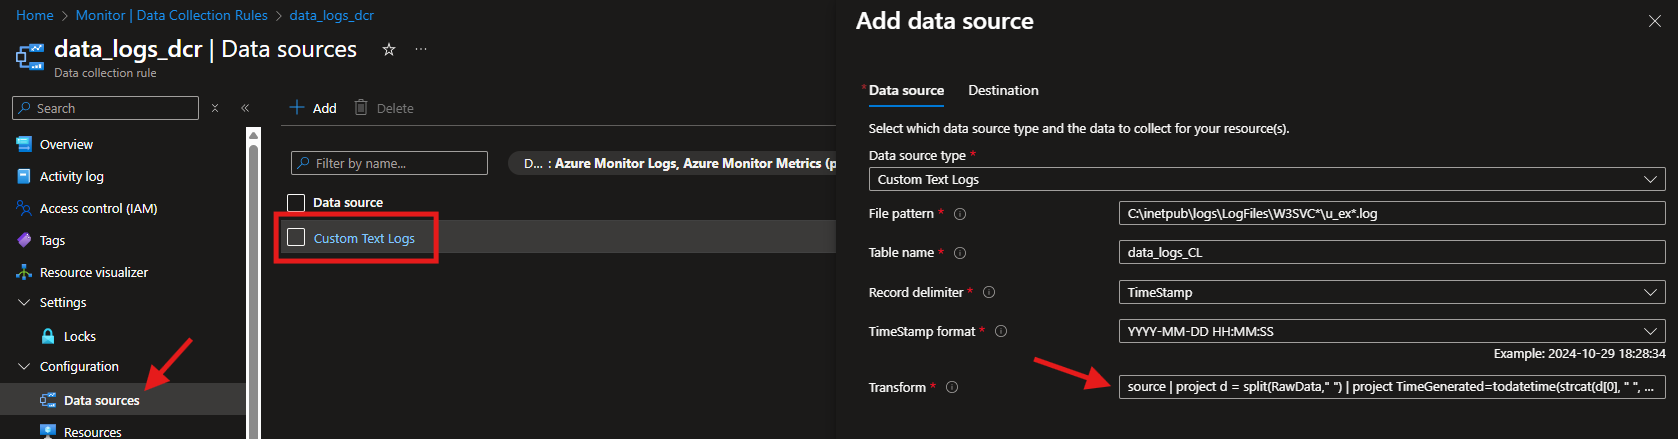 Home > Monitor | Data Collection Rules > data_logs_dcr
data_logs_dcr | Data sources
Data collection rule
Search
Overview
Activity log
Access control (IAM)
Tags
Resource visualizer
Settings
Locks
Configuration
Data sources
Resources
Add
Delete
Filter by name...
D... : Azure Monitor Logs, Azure Monitor Metrics (p
Data source
Custom Text Logs
Add data source
* Data source Destination
Select which data source type and the data to collect for your resource(s).
Data source type *
Custom Text Logs
File pattern * C:\inetpub\logs\LogFiles\W3SVC*\u_ex*.log
Table name * data_logs_CL
Record delimiter * TimeStamp
TimeStamp format * YYYY-MM-DD HH:MM:SS
Example: 2024-10-29 18:28:34
Transform * source | project d = split(RawData," ") | project TimeGenerated=todatetime(strcat(d[0], " ", ...